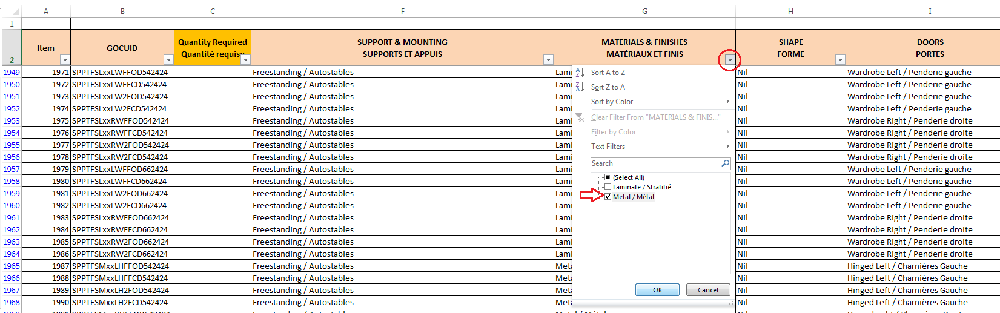 A B C F G H I
1
2 Item GOCUID Quantity Required Quantité requise SUPPORT & MOUNTING SUPPORTS ET APPUIS MATERIALS & FINISHES MATÉRIAUX ET FINIS SHAPE FORME DOORS PORTES
1949 1971 SPPTFSLxxLWFFOD542424 Freestanding / Autostables Lami Nil Wardrobe Left / Penderie gauche
1950 1972 SPPTFSLxxLWFFCD542424 Freestanding / Autostables Lami Nil Wardrobe Left / Penderie gauche
1951 1973 SPPTFSLxxLW2FOD542424 Freestanding / Autostables Lami Nil Wardrobe Left / Penderie gauche
1952 1974 SPPTFSLxxLW2FCD542424 Freestanding / Autostables Lami Nil Wardrobe Left / Penderie gauche
1953 1975 SPPTFSLxxRWFFOD542424 Freestanding / Autostables Lami Nil Wardrobe Right / Penderie droite
1954 1976 SPPTFSLxxRWFFCD542424 Freestanding / Autostables Lami Nil Wardrobe Right / Penderie droite
1955 1977 SPPTFSLxxRW2FOD542424 Freestanding / Autostables Lami Nil Wardrobe Right / Penderie droite
1956 1978 SPPTFSLxxRW2FCD542424 Freestanding / Autostables Lami Nil Wardrobe Right / Penderie droite
1957 1979 SPPTFSLxxLWFFOD662424 Freestanding / Autostables Lami Nil Wardrobe Left / Penderie gauche
1958 1980 SPPTFSLxxLWFFCD662424 Freestanding / Autostables Lami Nil Wardrobe Left / Penderie gauche
1959 1981 SPPTFSLxxLW2FOD662424 Freestanding / Autostables Lami Nil Wardrobe Left / Penderie gauche
1960 1982 SPPTFSLxxLW2FCD662424 Freestanding / Autostables Lami Nil Wardrobe Left / Penderie gauche
1961 1983 SPPTFSLxxRWFFOD662424 Freestanding / Autostables Lami Nil Wardrobe Right / Penderie droite
1962 1984 SPPTFSLxxRWFFCD662424 Freestanding / Autostables Lami Nil Wardrobe Right / Penderie droite
1963 1985 SPPTFSLxxRW2FOD662424 Freestanding / Autostables Lami Nil Wardrobe Right / Penderie droite
1964 1986 SPPTFSLxxRW2FCD662424 Freestanding / Autostables Lami Nil Wardrobe Right / Penderie droite
1965 1987 SPPTFSMxxLHFFOD542424 Freestanding / Autostables Meta Nil Hinged Left / Charnières Gauche
1966 1988 SPPTFSMxxLHFFCD542424 Freestanding / Autostables Meta Nil Hinged Left / Charnières Gauche
1967 1989 SPPTFSMxxLH2FOD542424 Freestanding / Autostables Meta Nil Hinged Left / Charnières Gauche
1968 1990 SPPTFSMxxLH2FCD542424 Freestanding / Autostables Meta Nil Hinged Left / Charnières Gauche
Sort A to Z
Sort Z to A
Sort by Color
Clear Filter From "MATERIALS & FINIS..."
Filter by Color
Text Filters
Search
(Select All)
Laminate / Stratifié
Metal / Métal
OK Cancel